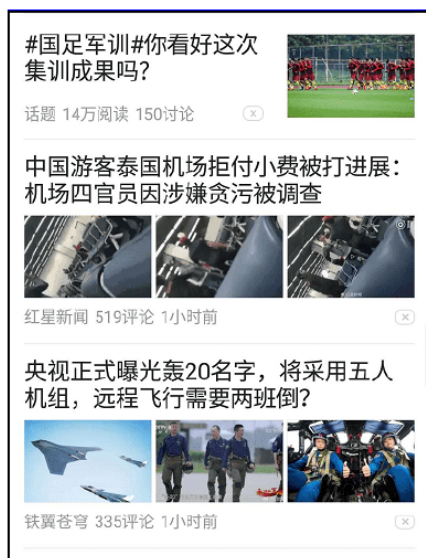 #国足军训#你看好这次
集训成果吗？
话题 14万阅读 150讨论
中国游客泰国机场拒付小费被打进展：
机场四官员因涉嫌贪污被调查
红星新闻 519评论 1小时前
央视正式曝光轰20名字，将采用五人
机组，远程飞行需要两班倒？
铁翼苍穹 335评论 1小时前